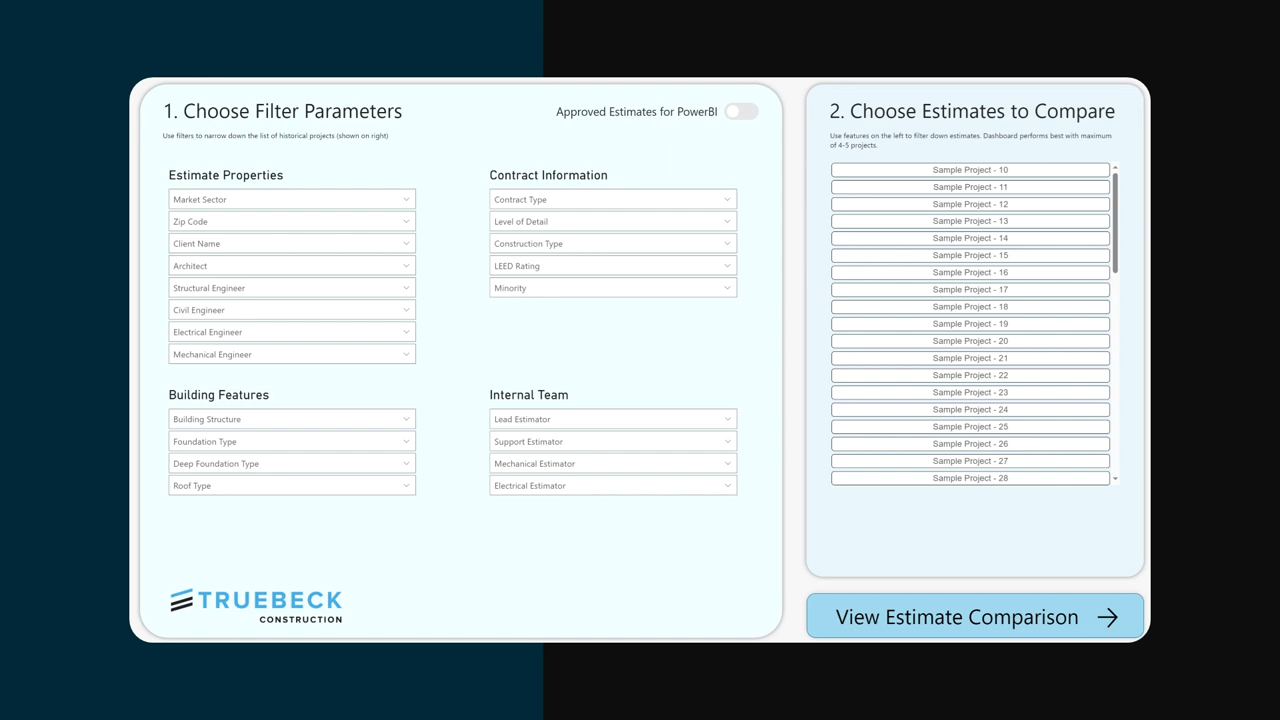 1. Choose Filter Parameters
Approved Estimates for PowerBI
Use filters to narrow down the list of historical projects (shown on right)
Estimate Properties
Market Sector
Zip Code
Client Name
Architect
Structural Engineer
Civil Engineer
Electrical Engineer
Mechanical Engineer
Contract Information
Contract Type
Level of Detail
Construction Type
LEED Rating
Minority
Building Features
Building Structure
Foundation Type
Deep Foundation Type
Roof Type
Internal Team
Lead Estimator
Support Estimator
Mechanical Estimator
Electrical Estimator
TRUEBECK
CONSTRUCTION
2. Choose Estimates to Compare
Use features on the left to filter down estimates. Dashboard performs best with maximum
of 4-5 projects.
Sample Project - 10
Sample Project - 11
Sample Project - 12
Sample Project - 13
Sample Project - 14
Sample Project - 15
Sample Project - 16
Sample Project - 17
Sample Project - 18
Sample Project - 19
Sample Project - 20
Sample Project - 21
Sample Project - 22
Sample Project - 23
Sample Project - 24
Sample Project - 25
Sample Project - 26
Sample Project - 27
Sample Project - 28
View Estimate Comparison